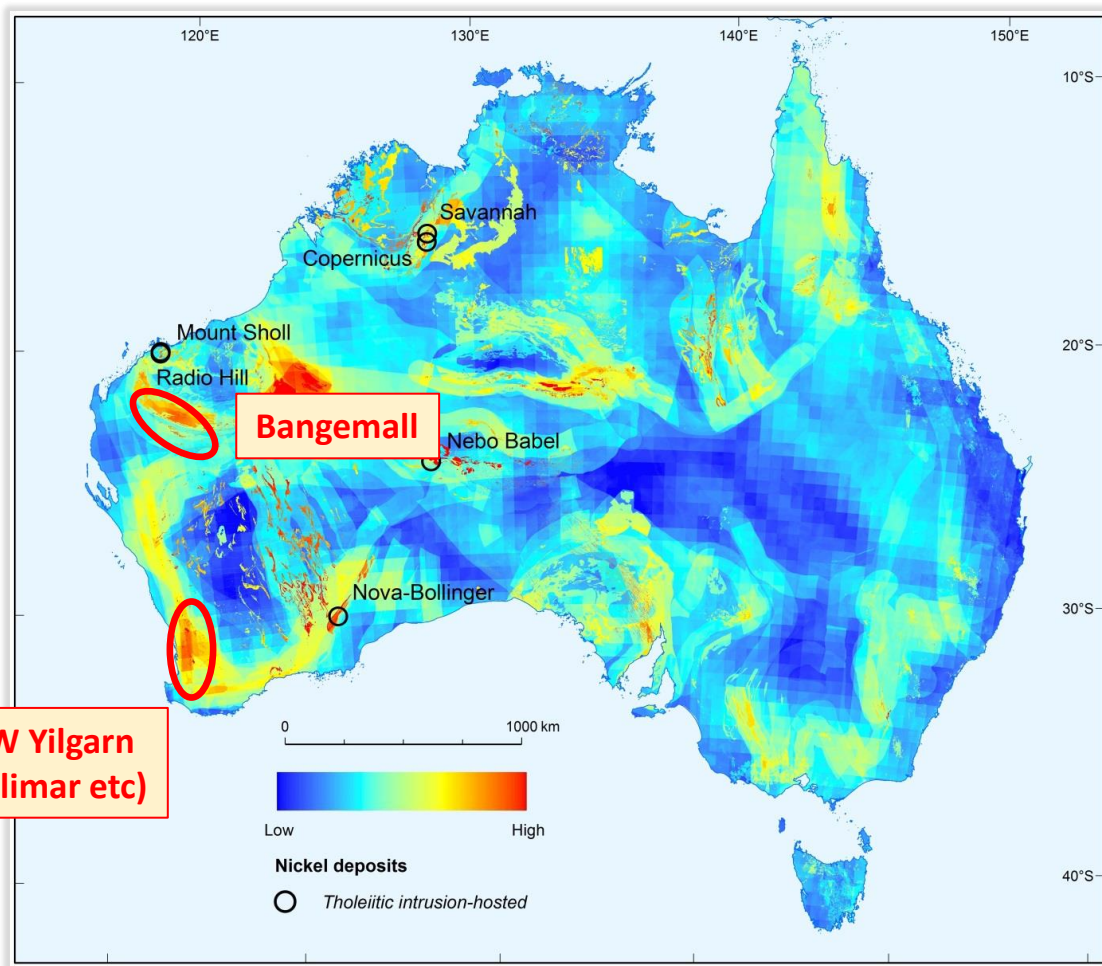 120°E
130°E
140°E
150°E
10°S
Savannah
Copernicus
Mount Sholl
20°S
Radio Hill
Bangemall
Nebo Babel
Nova-Bollinger
30°S
W Yilgarn
limar etc)
0
1000 km
Low
High
Nickel deposits
Tholeiitic intrusion-hosted
40°S